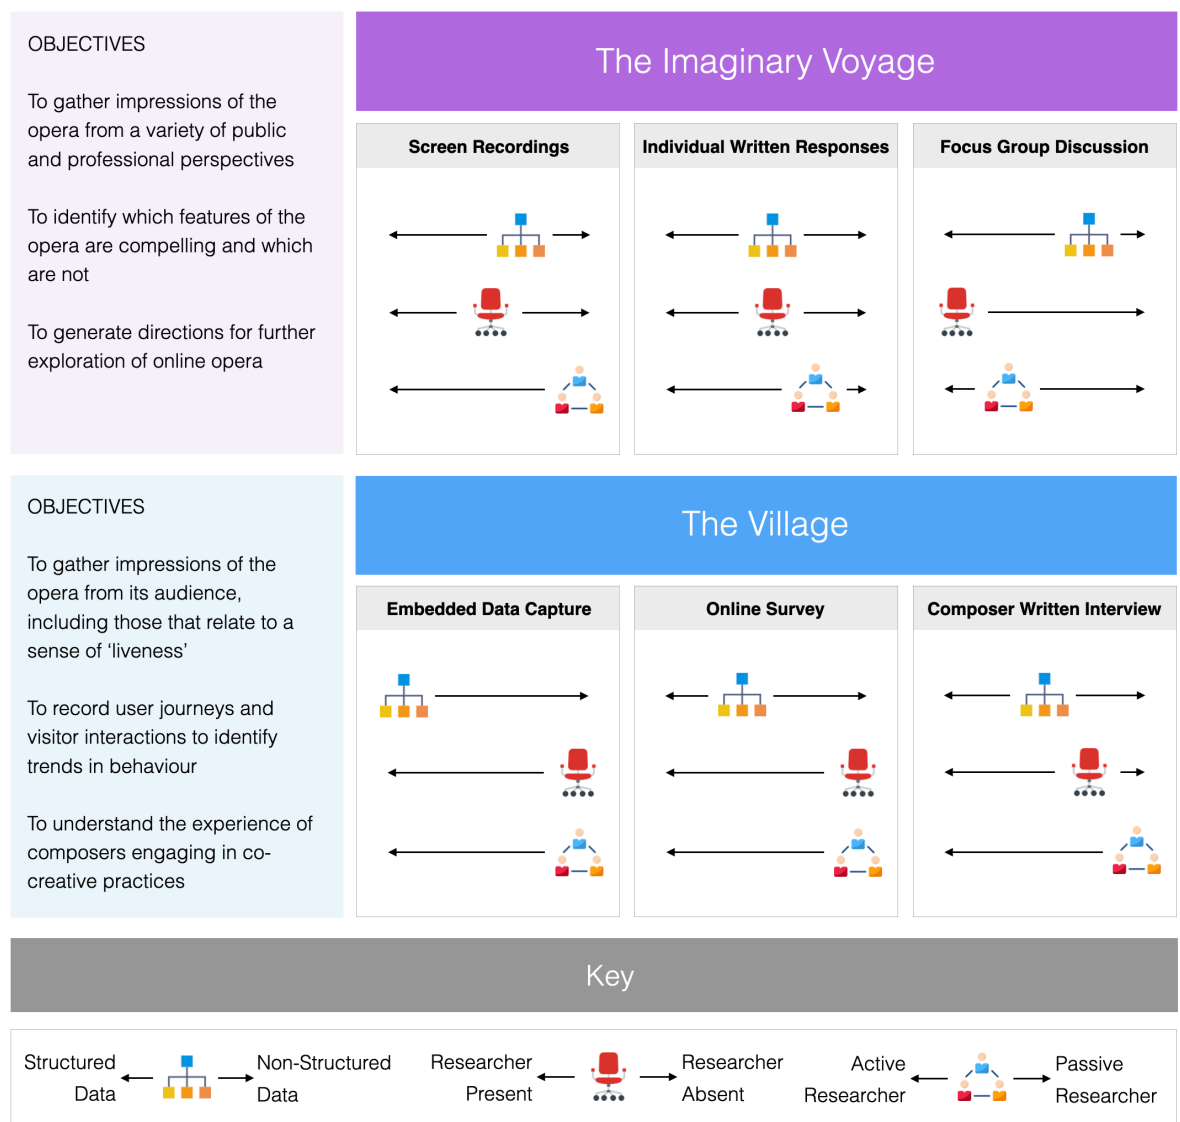 OBJECTIVES
To gather impressions of the
opera from a variety of public
and professional perspectives
To identify which features of the
opera are compelling and which
are not
To generate directions for further
exploration of online opera
The Imaginary Voyage
Screen Recordings
Individual Written Responses
Focus Group Discussion
OBJECTIVES
To gather impressions of the
opera from its audience,
including those that relate to a
sense of ‘liveness’
To record user journeys and
visitor interactions to identify
trends in behaviour
To understand the experience of
composers engaging in co-
creative practices
The Village
Embedded Data Capture
Online Survey
Composer Written Interview
Key
Structured
Data
Non-Structured
Data
Researcher
Present
Researcher
Absent
Active
Researcher
Passive
Researcher